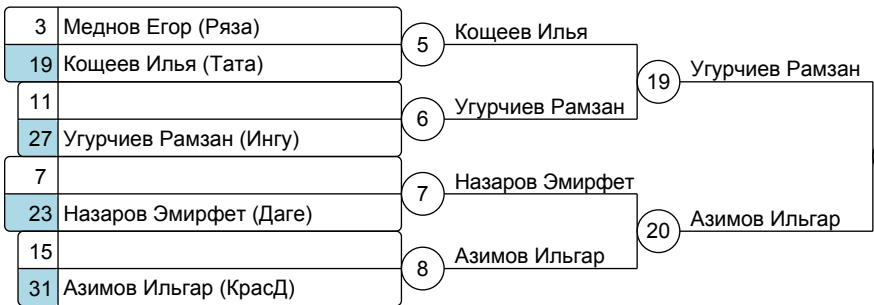 3 Меднов Егор (Ряза)
19 Кощеев Илья (Тата)
5 Кощеев Илья
11
27 Угурчиев Рамзан (Ингу)
6 Угурчиев Рамзан
19 Угурчиев Рамзан
7
23 Назаров Эмирфет (Даге)
7 Назаров Эмирфет
15
31 Азимов Ильгар (КрасД)
8 Азимов Ильгар
20 Азимов Ильгар